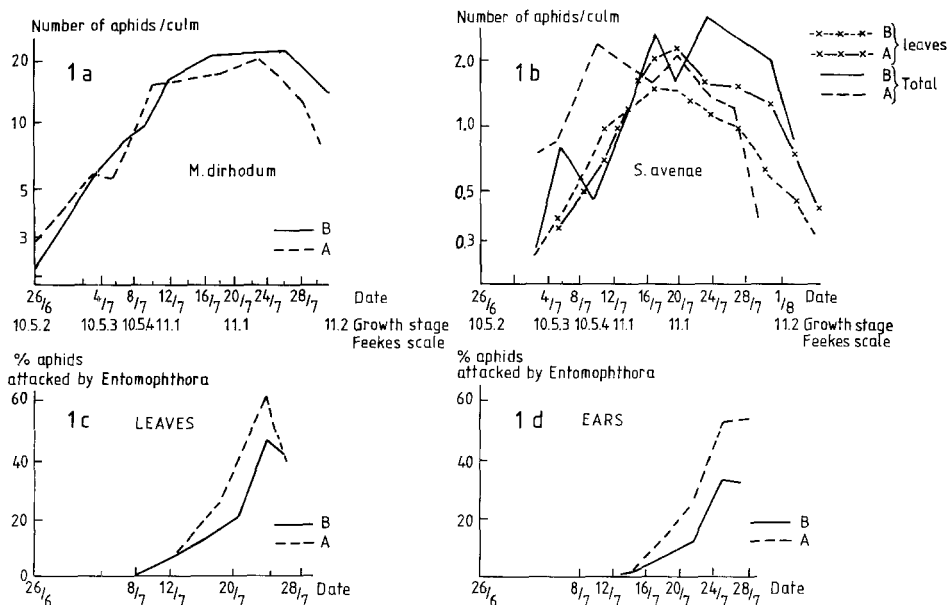 Number of aphids/culm
1a
20
10
5
3
M. dirhodum
B
A
26/6 4/7 8/7 12/7 16/7 20/7 24/7 28/7 Date
10.5.2 10.5.3 10.5.4 11.1 11.1 11.2 Growth stage
Feekes scale
Number of aphids/culm
1b
2.0
1.0
0.5
0.3
S. avenae
B
A
leaves
B
A
Total
26/6 4/7 8/7 12/7 16/7 20/7 24/7 28/7 1/8 Date
10.5.2 10.5.3 10.5.4 11.1 11.1 11.2 Growth stage
Feekes scale
% aphids
attacked by Entomophthora
1c LEAVES
60
40
20
0
B
A
26/6 8/7 12/7 20/7 28/7 Date
% aphids
attacked by Entomophthora
1d EARS
60
40
20
B
A
26/6 8/7 12/7 16/7 20/7 24/7 28/7 Date